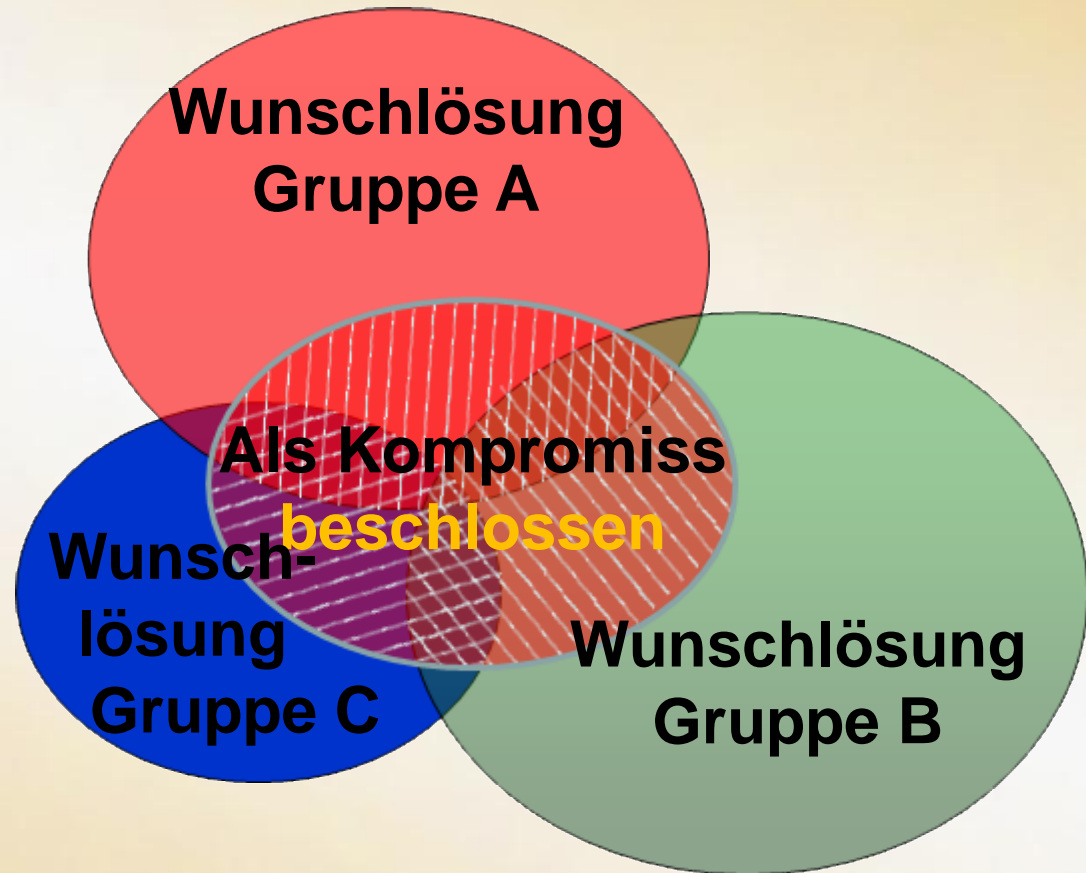 Wunschlösung
Gruppe A
Als Kompromiss
beschlossen
Wunsch-
lösung
Gruppe C
Wunschlösung
Gruppe B